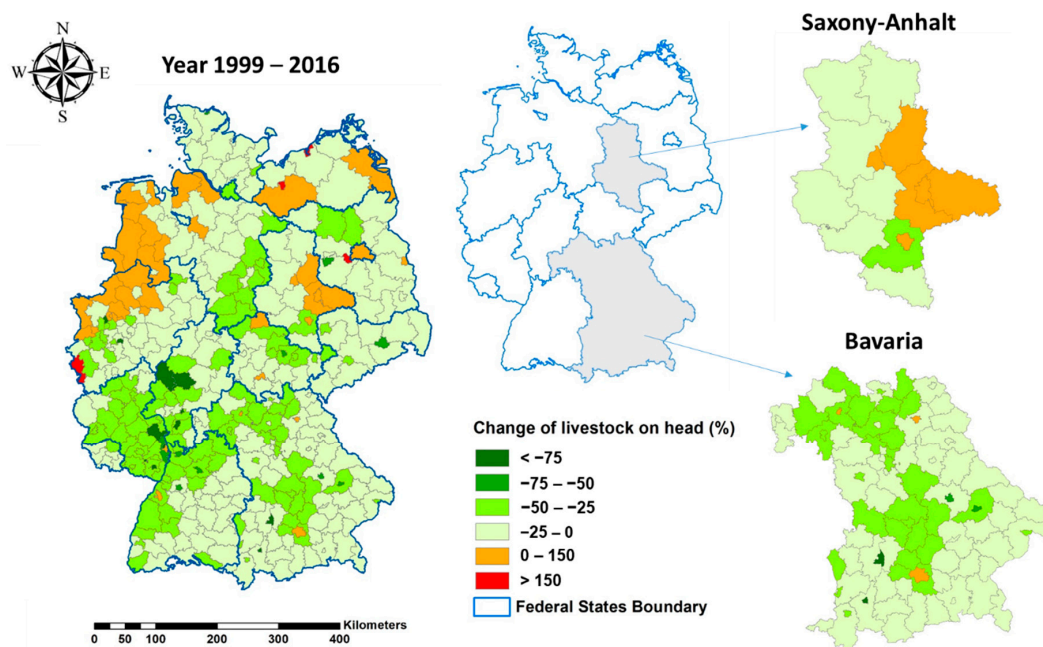 N
W E
S
Year 1999 – 2016
Saxony-Anhalt
Bavaria
Change of livestock on head (%)
< −75
−75 – −50
−50 – −25
−25 – 0
0 – 150
> 150
Federal States Boundary
Kilometers
0 25 50 100 200 300 400